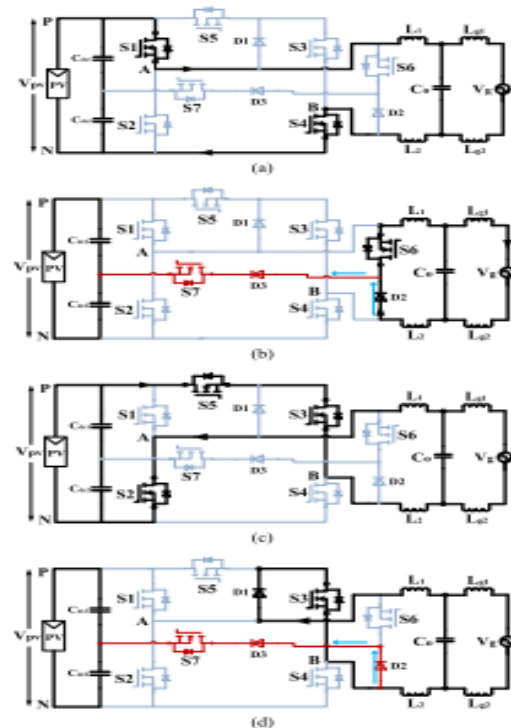 P S5 L1 Lg1
S1 D1 S3 S6
Vpv PV A S7 D3 B Co Vg
S2 S4 D2
N L2 Lg2
(a)
P S5 L1 Lg1
S1 D1 S3 S6
Vpv PV A S7 D3 B Co Vg
S2 S4 D2
N L2 Lg2
(b)
P S5 L1 Lg1
S1 D1 S3 S6
Vpv PV A S7 D3 B Co Vg
S2 S4 D2
N L2 Lg2
(c)
P S5 L1 Lg1
S1 D1 S3 S6
Vpv PV A S7 D3 B Co Vg
S2 S4 D2
N L2 Lg2
(d)